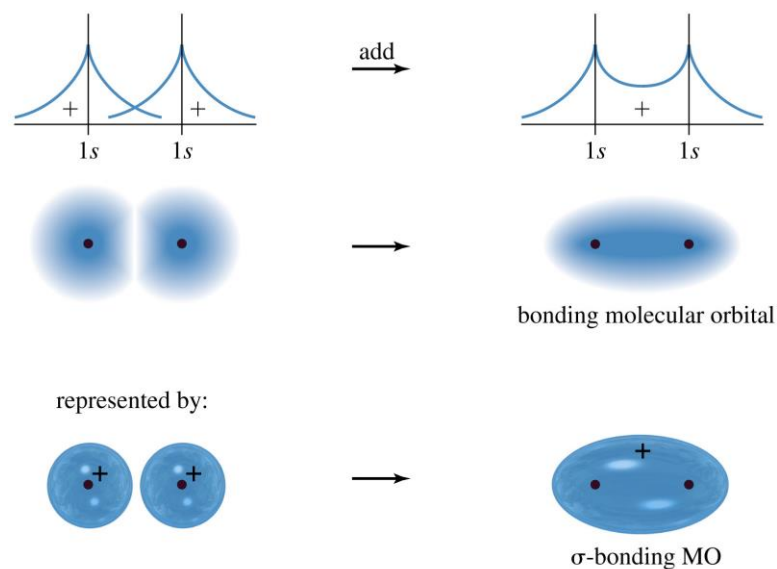 add
+ + +
1s 1s 1s 1s
bonding molecular orbital
represented by:
+ + +
σ-bonding MO